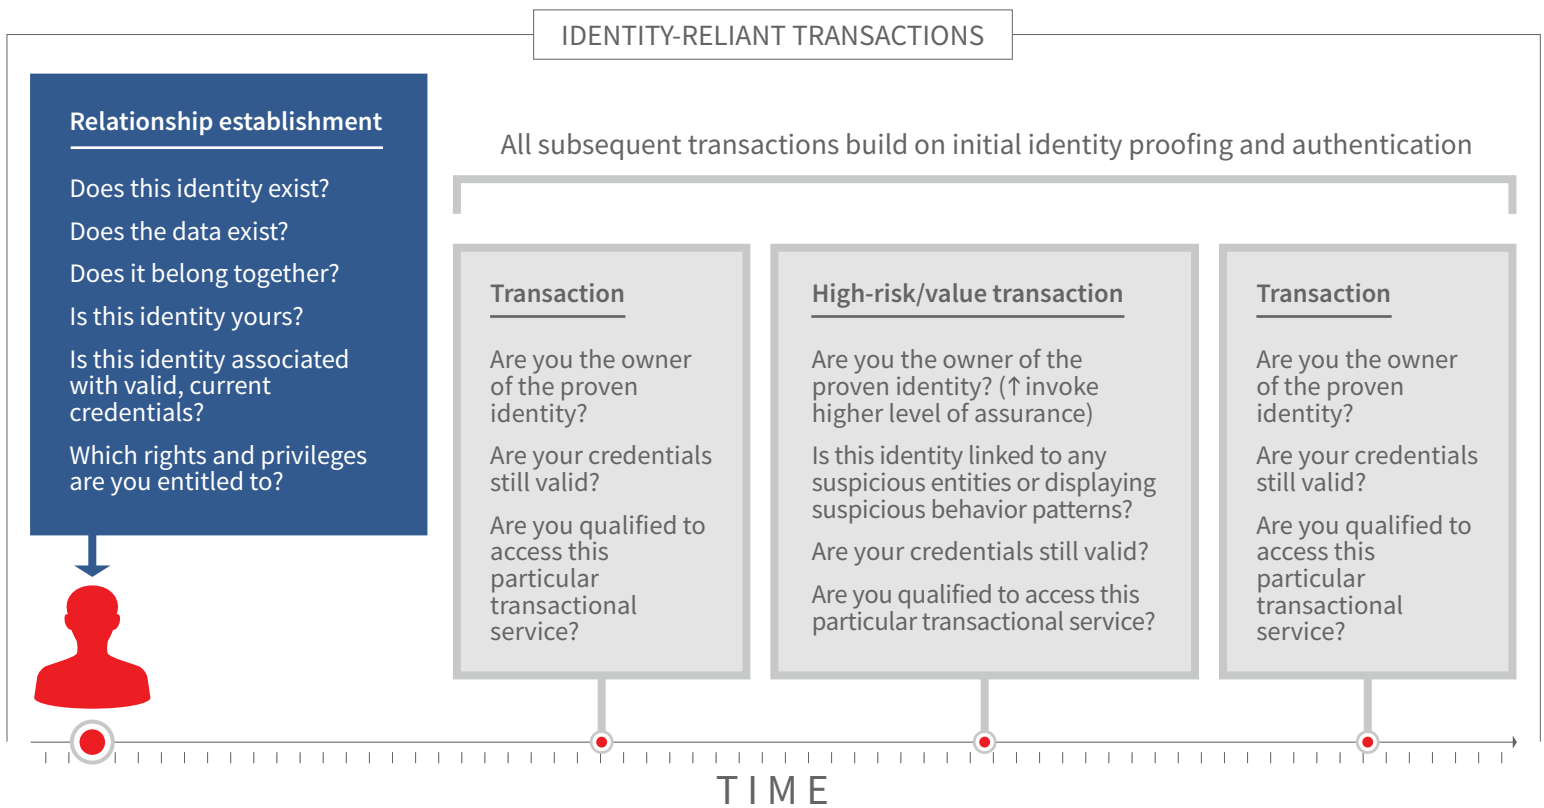 IDENTITY-RELIANT TRANSACTIONS
Relationship establishment
Does this identity exist?
Does the data exist?
Does it belong together?
Is this identity yours?
Is this identity associated
with valid, current
credentials?
Which rights and privileges
are you entitled to?
All subsequent transactions build on initial identity proofing and authentication
Transaction
Are you the owner
of the proven
identity?
Are your credentials
still valid?
Are you qualified to
access this
particular
transactional
service?
High-risk/value transaction
Are you the owner of the
proven identity? (↑ invoke
higher level of assurance)
Is this identity linked to any
suspicious entities or displaying
suspicious behavior patterns?
Are your credentials still valid?
Are you qualified to access this
particular transactional service?
Transaction
Are you the owner
of the proven
identity?
Are your credentials
still valid?
Are you qualified to
access this
particular
transactional
service?
TIME